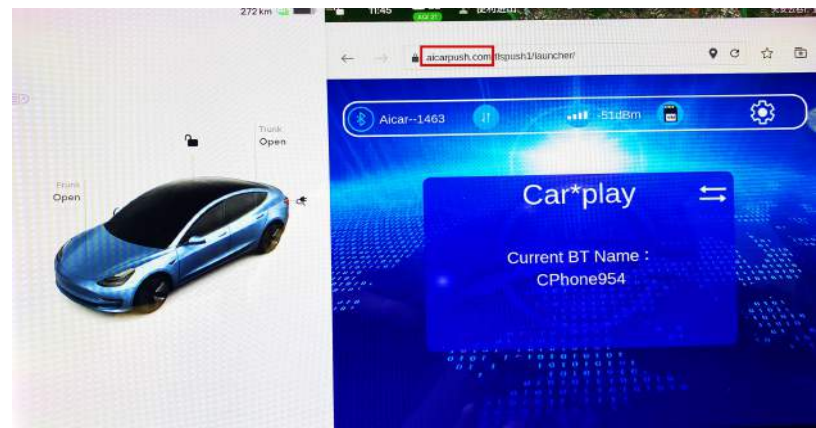 272 km
11:45
aicarpush.com/tlspush1/launcher/
Aicar--1463
-51dBm
Trunk
Open
Frunk
Open
Car*play
Current BT Name :
CPhone954